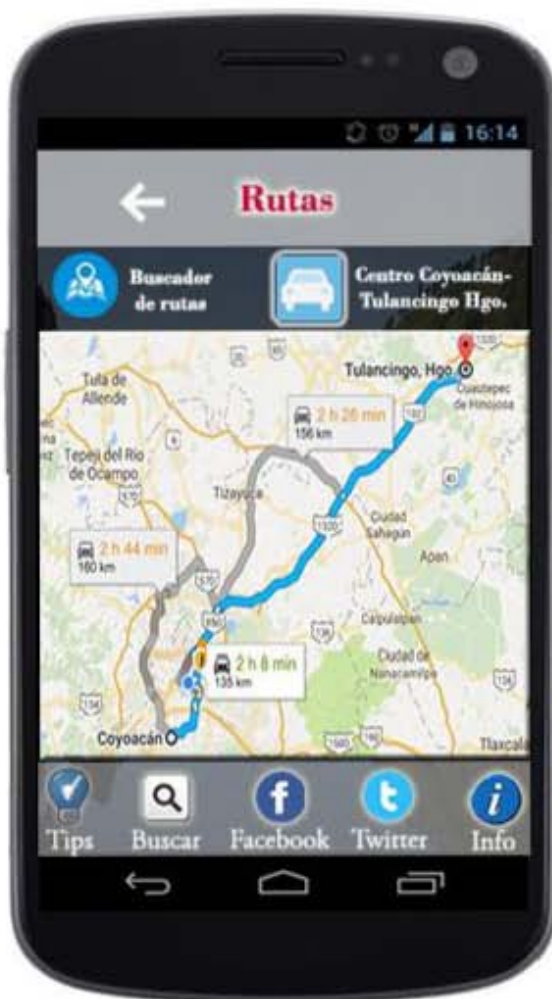 16:14
Rutas
Buscador
de rutas
Centro Coyoacán-
Tulancingo Hgo.
Tulancingo, Hgo.
Cuautepec
de Hinojosa
Tula de
Allende
2 h 26 min
156 km
Tepeji del Río
de Ocampo
Tizayuca
Ciudad
Sahagún
2 h 44 min
160 km
Apan
Calpulalpan
2 h 8 min
135 km
Ciudad de
Nanacamilpa
Coyoacán
Tlaxcala
Tips
Buscar
Facebook
Twitter
Info